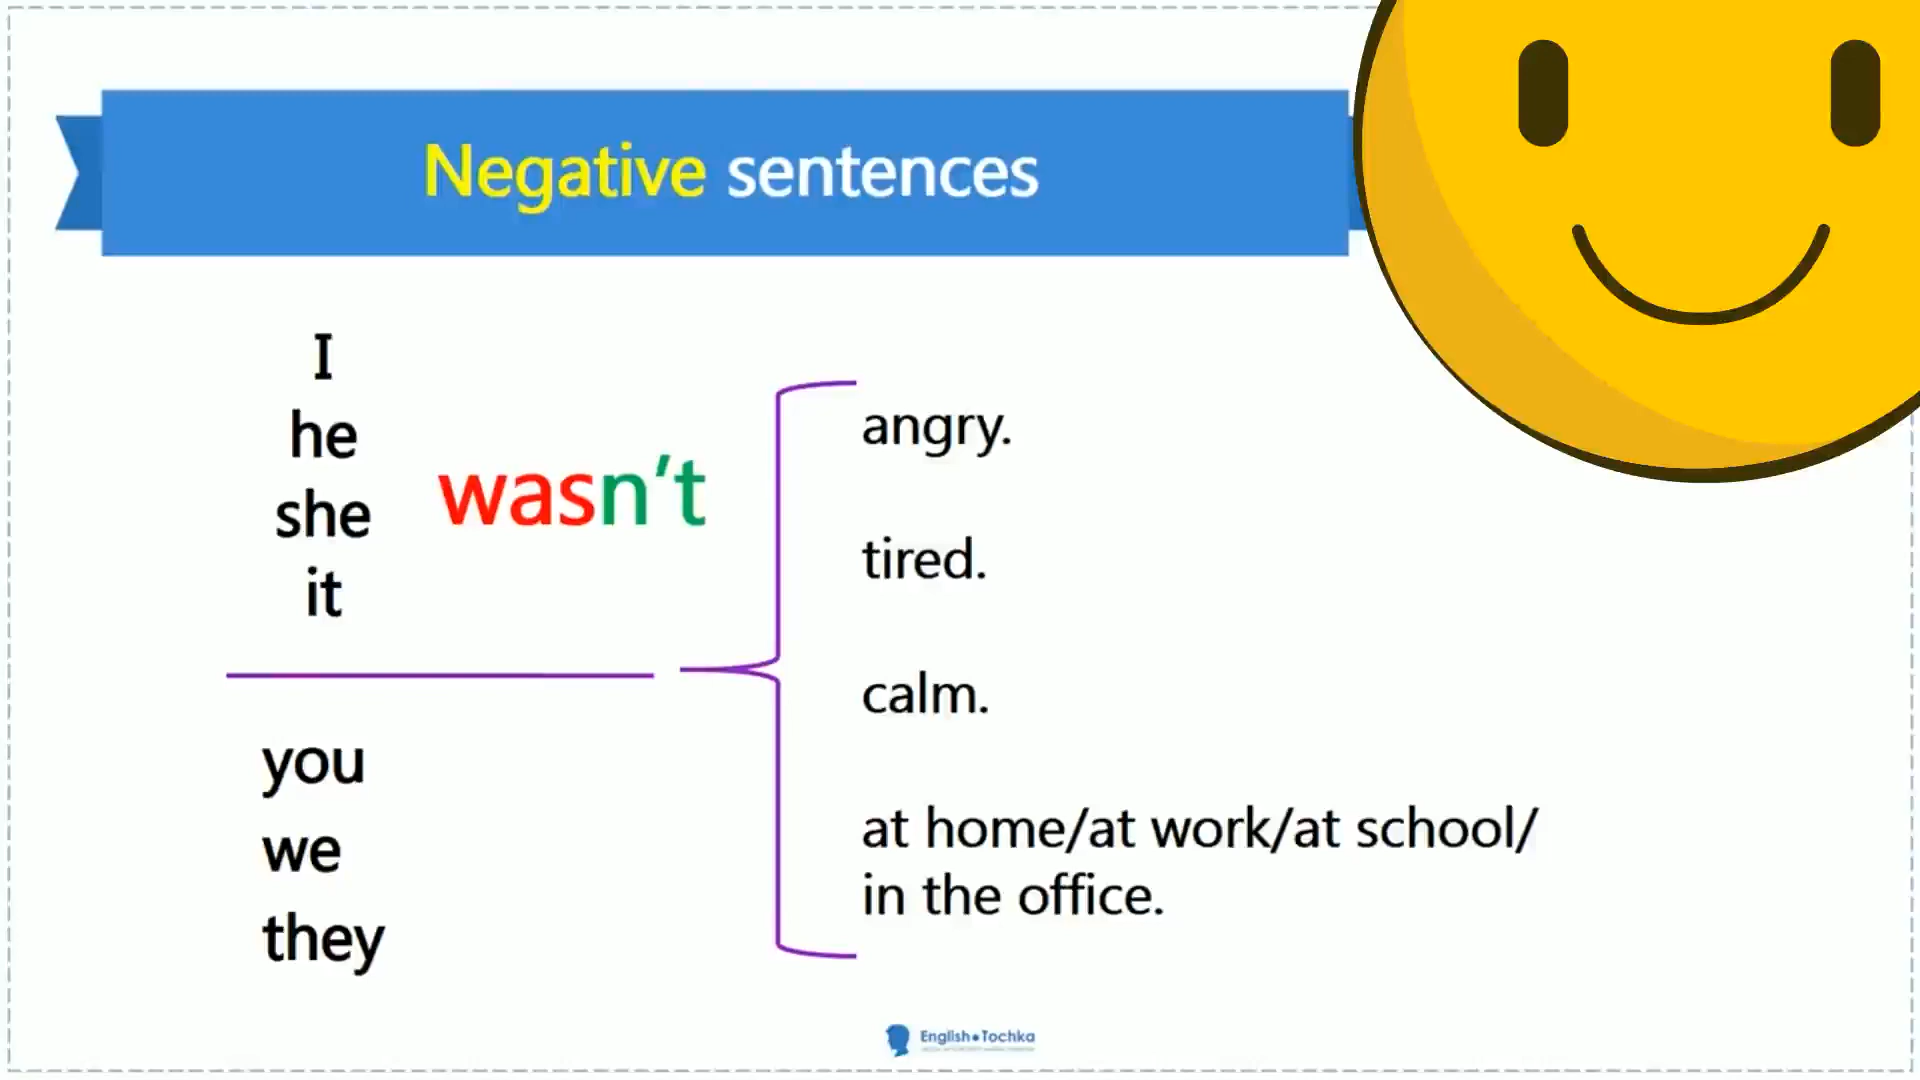 Negative sentences
I
he
she
it
wasn't
you
we
they
angry.
tired.
calm.
at home/at work/at school/
in the office.
English•Tochka